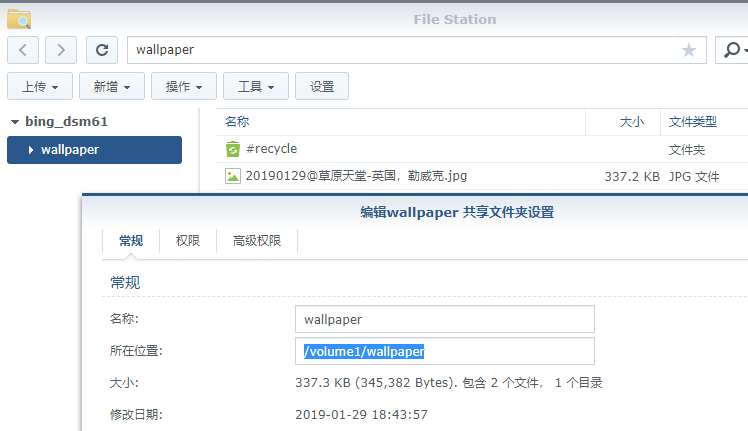 File Station
wallpaper
上传 新增 操作 工具 设置
bing_dsm61
wallpaper
名称 大小 文件类型
#recycle 文件夹
20190129@草原天堂-英国，勒威克.jpg 337.2 KB JPG 文件
编辑wallpaper 共享文件夹设置
常规 权限 高级权限
常规
名称: wallpaper
所在位置: /volume1/wallpaper
大小: 337.3 KB (345,382 Bytes). 包含 2 个文件， 1 个目录
修改日期: 2019-01-29 18:43:57